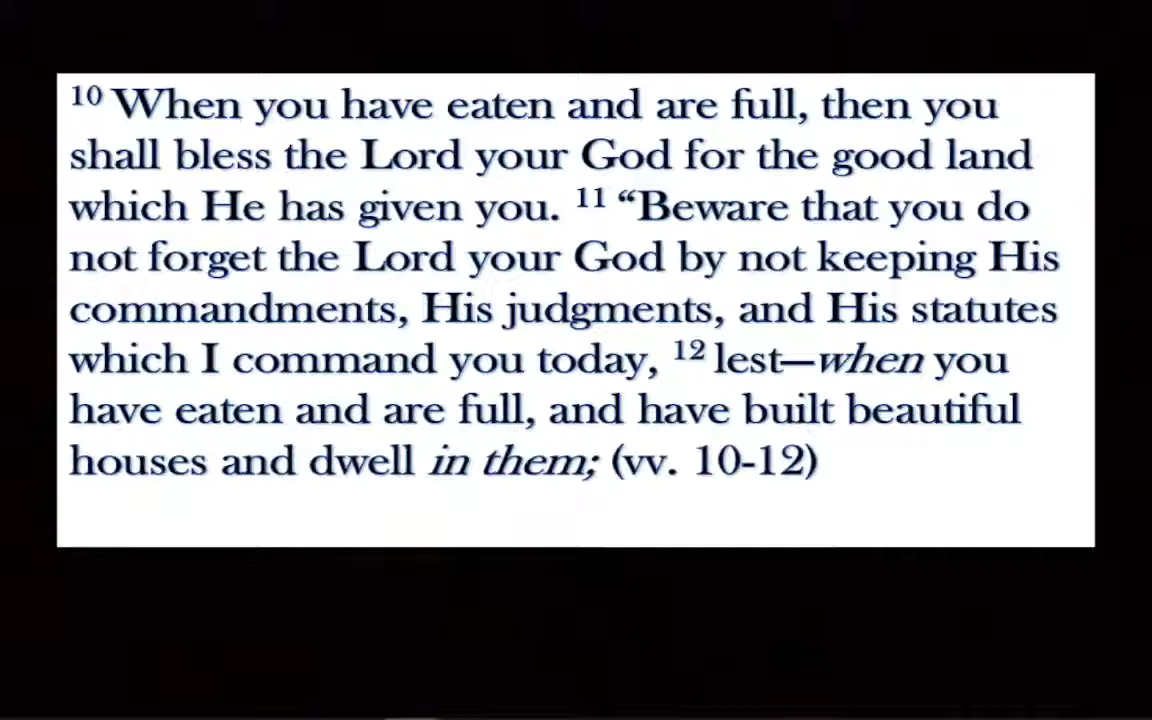 10 When you have eaten and are full, then you
shall bless the Lord your God for the good land
which He has given you. 11 “Beware that you do
not forget the Lord your God by not keeping His
commandments, His judgments, and His statutes
which I command you today, 12 lest—when you
have eaten and are full, and have built beautiful
houses and dwell in them; (vv. 10-12)